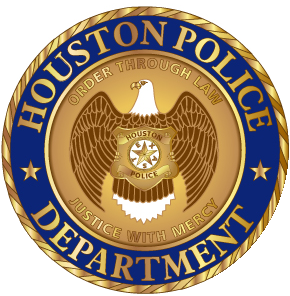 HOUSTON POLICE
ORDER THROUGH LAW
HOUSTON
POLICE
JUSTICE WITH MERCY
DEPARTMENT